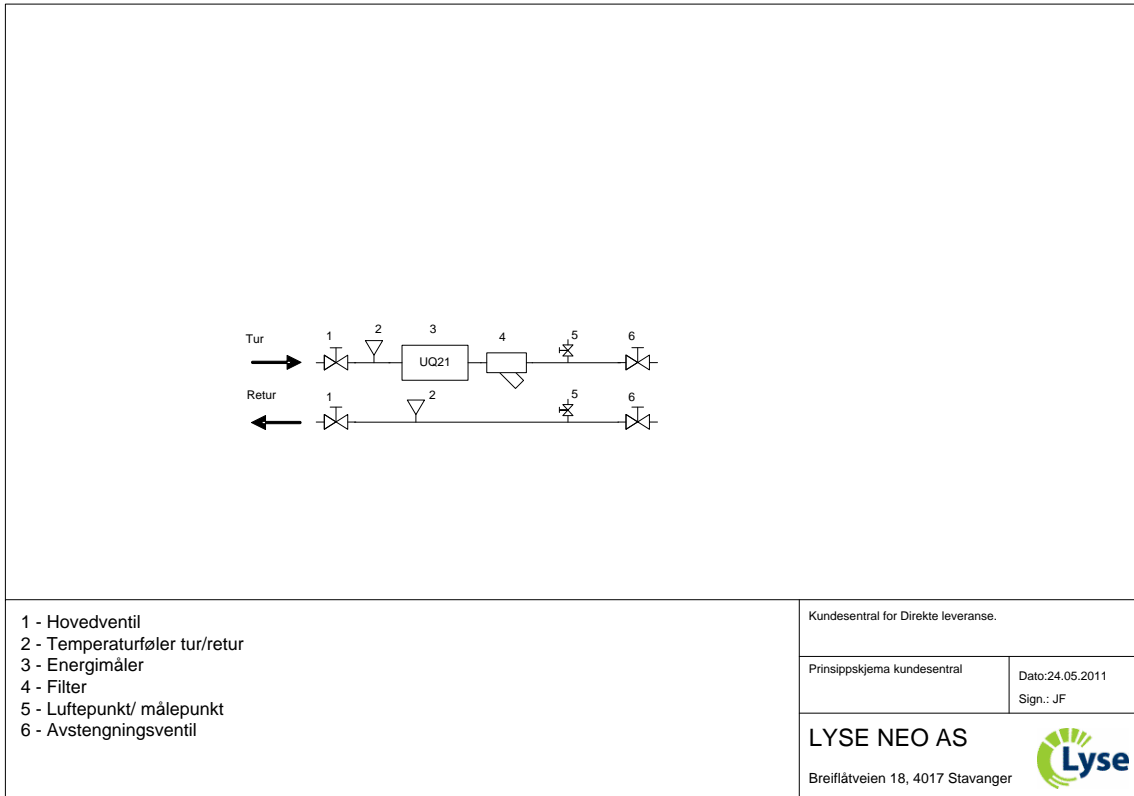 Tur
1 2 3 4 5 6
UQ21
Retur
1 2 5 6
1 - Hovedventil
2 - Temperaturføler tur/retur
3 - Energimåler
4 - Filter
5 - Luftepunkt/ målepunkt
6 - Avstengningsventil
Kundesentral for Direkte leveranse.
Prinsippskjema kundesentral
Dato:24.05.2011
Sign.: JF
LYSE NEO AS
Breiflåtveien 18, 4017 Stavanger
Lyse